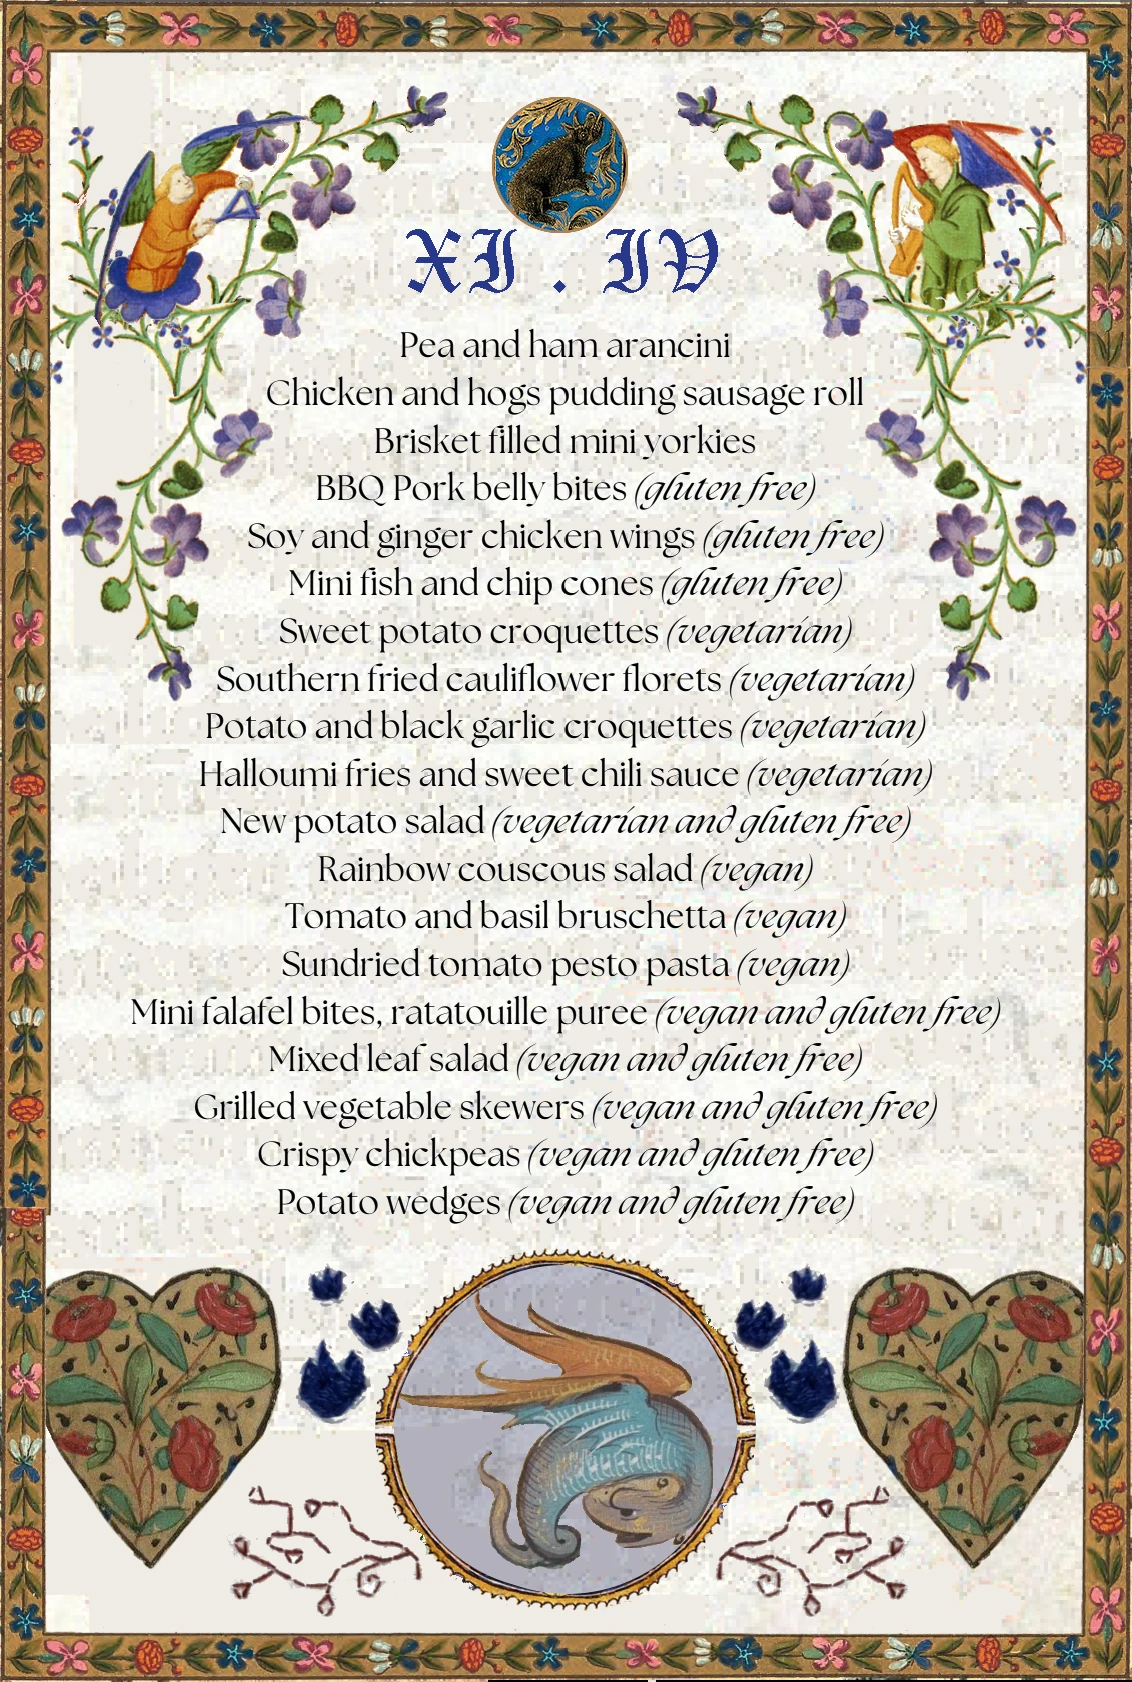 XI . IV
Pea and ham arancini
Chicken and hogs pudding sausage roll
Brisket filled mini yorkies
BBQ Pork belly bites (gluten free)
Soy and ginger chicken wings (gluten free)
Mini fish and chip cones (gluten free)
Sweet potato croquettes (vegetarian)
Southern fried cauliflower florets (vegetarian)
Potato and black garlic croquettes (vegetarian)
Halloumi fries and sweet chili sauce (vegetarian)
New potato salad (vegetarian and gluten free)
Rainbow couscous salad (vegan)
Tomato and basil bruschetta (vegan)
Sundried tomato pesto pasta (vegan)
Mini falafel bites, ratatouille puree (vegan and gluten free)
Mixed leaf salad (vegan and gluten free)
Grilled vegetable skewers (vegan and gluten free)
Crispy chickpeas (vegan and gluten free)
Potato wedges (vegan and gluten free)